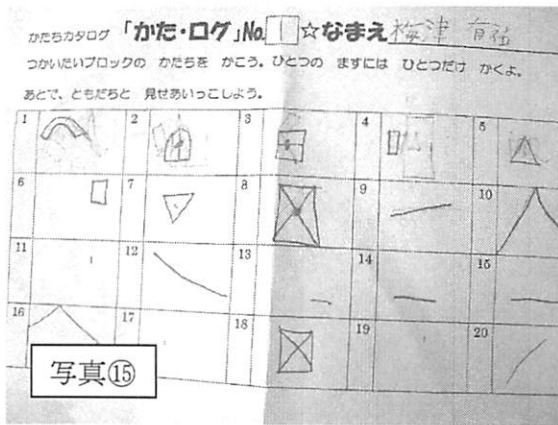 かたちカタログ 「かた・ログ」No.1☆なまえ 梅津
つかいたいブロックの かたちを かこう。ひとつの ますには ひとつだけ かくよ。
あとで、ともだちと 見せあいっこしよう。
1 2 3 4 5
6 7 8 9 10
11 12 13 14 15
16 17 18 19 20
写真⑮